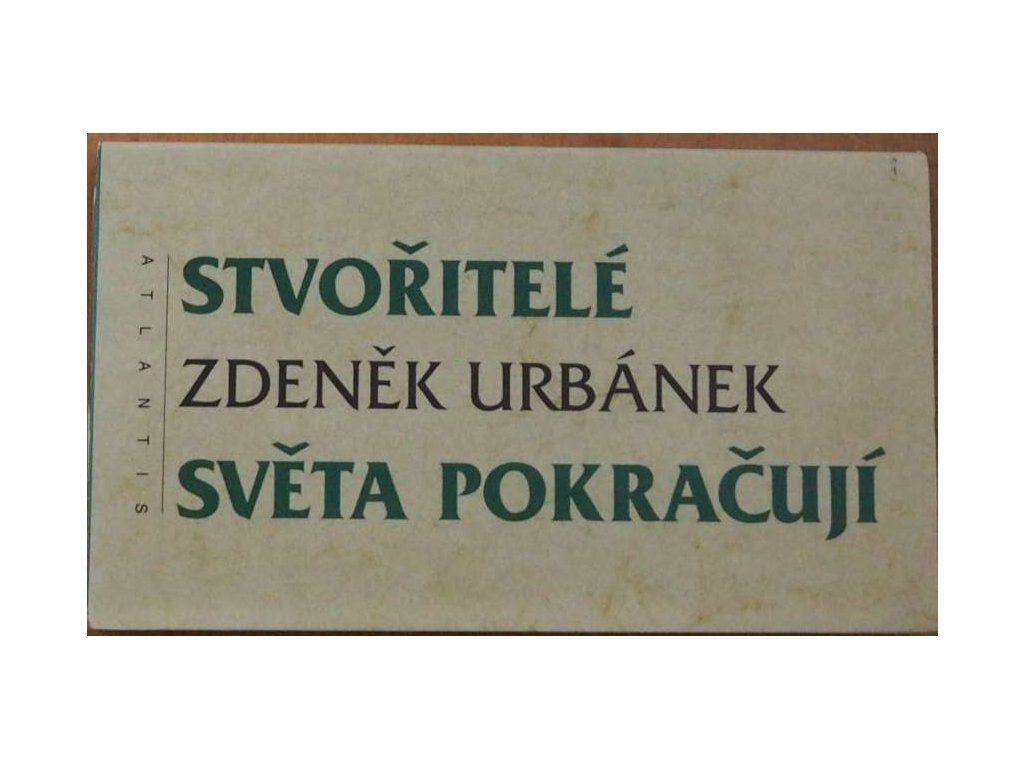 ATLANTIS
STVOŘITELÉ
ZDENĚK URBÁNEK
SVĚTA POKRAČUJÍ